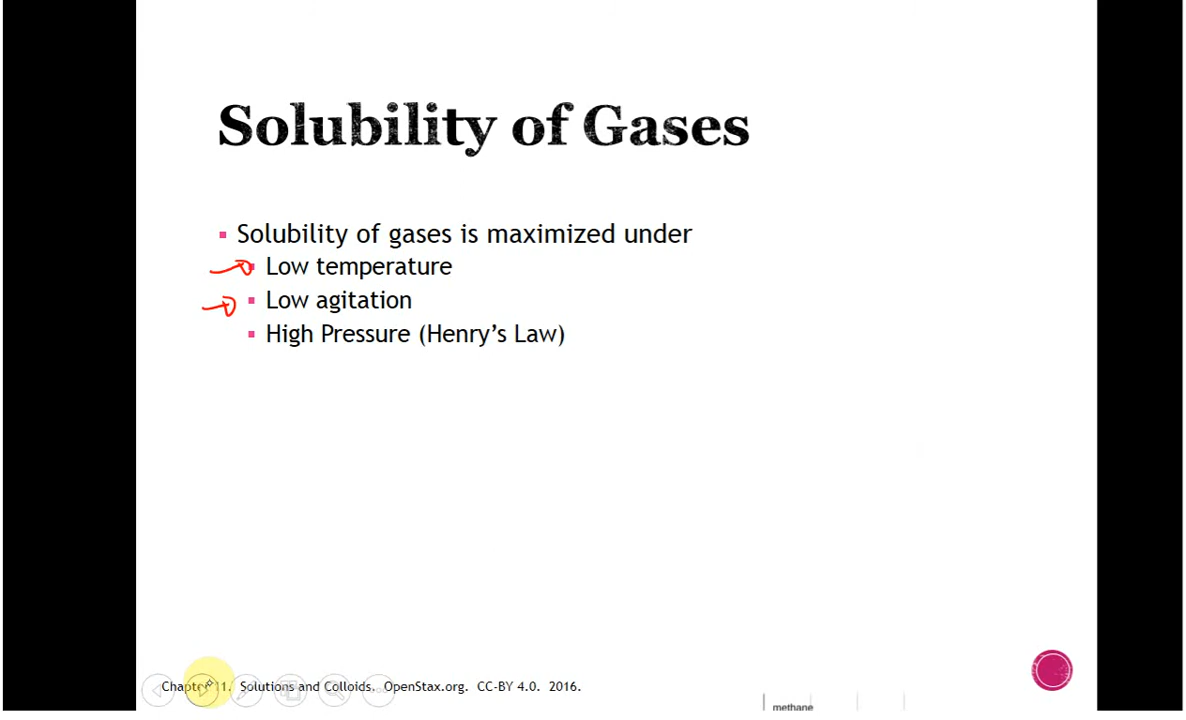 Solubility of Gases
Solubility of gases is maximized under
Low temperature
Low agitation
High Pressure (Henry’s Law)
Chapter 11. Solutions and Colloids. OpenStax.org. CC-BY 4.0. 2016.
methane